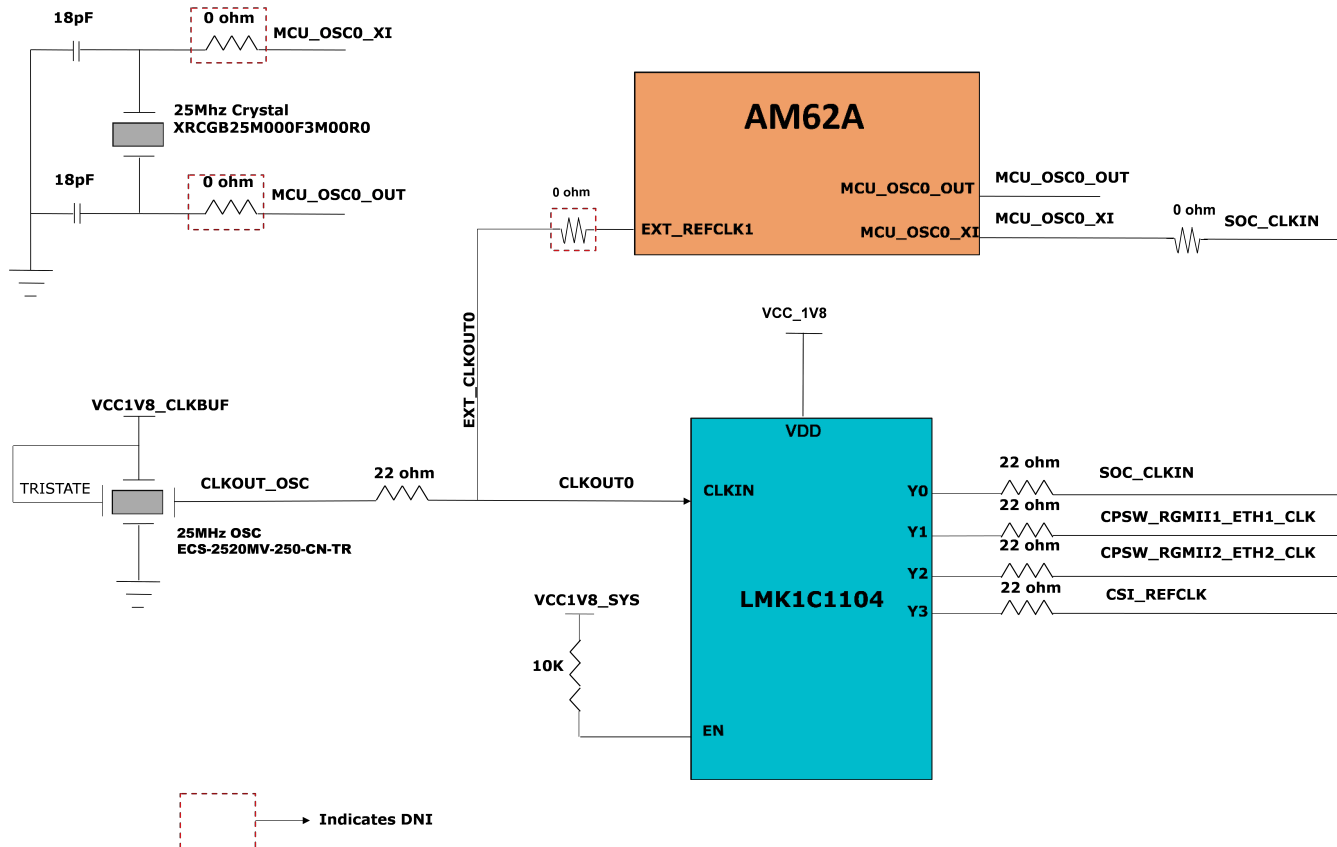 18pF
0 ohm
MCU_OSC0_XI
25Mhz Crystal
XRCGB25M000F3M00R0
18pF
0 ohm
MCU_OSC0_OUT
AM62A
MCU_OSC0_OUT
MCU_OSC0_OUT
0 ohm
EXT_REFCLK1
MCU_OSC0_XI
MCU_OSC0_XI
0 ohm
SOC_CLKIN
EXT_CLKOUT0
VCC_1V8
VCC1V8_CLKBUF
VDD
TRISTATE
CLKOUT_OSC
22 ohm
CLKOUT0
CLKIN
25MHz OSC
ECS-2520MV-250-CN-TR
Y0
22 ohm
SOC_CLKIN
Y1
22 ohm
CPSW_RGMII1_ETH1_CLK
Y2
22 ohm
CPSW_RGMII2_ETH2_CLK
Y3
22 ohm
CSI_REFCLK
LMK1C1104
VCC1V8_SYS
10K
EN
Indicates DNI